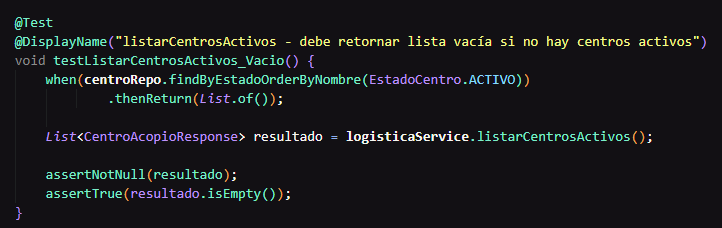 @Test
@DisplayName("listarCentrosActivos - debe retornar lista vacía si no hay centros activos")
void testListarCentrosActivos_Vacio() {
    when(centroRepo.findByEstadoOrderByNombre(EstadoCentro.ACTIVO))
            .thenReturn(List.of());

    List<CentroAcopioResponse> resultado = logisticaService.listarCentrosActivos();

    assertNotNull(resultado);
    assertTrue(resultado.isEmpty());
}